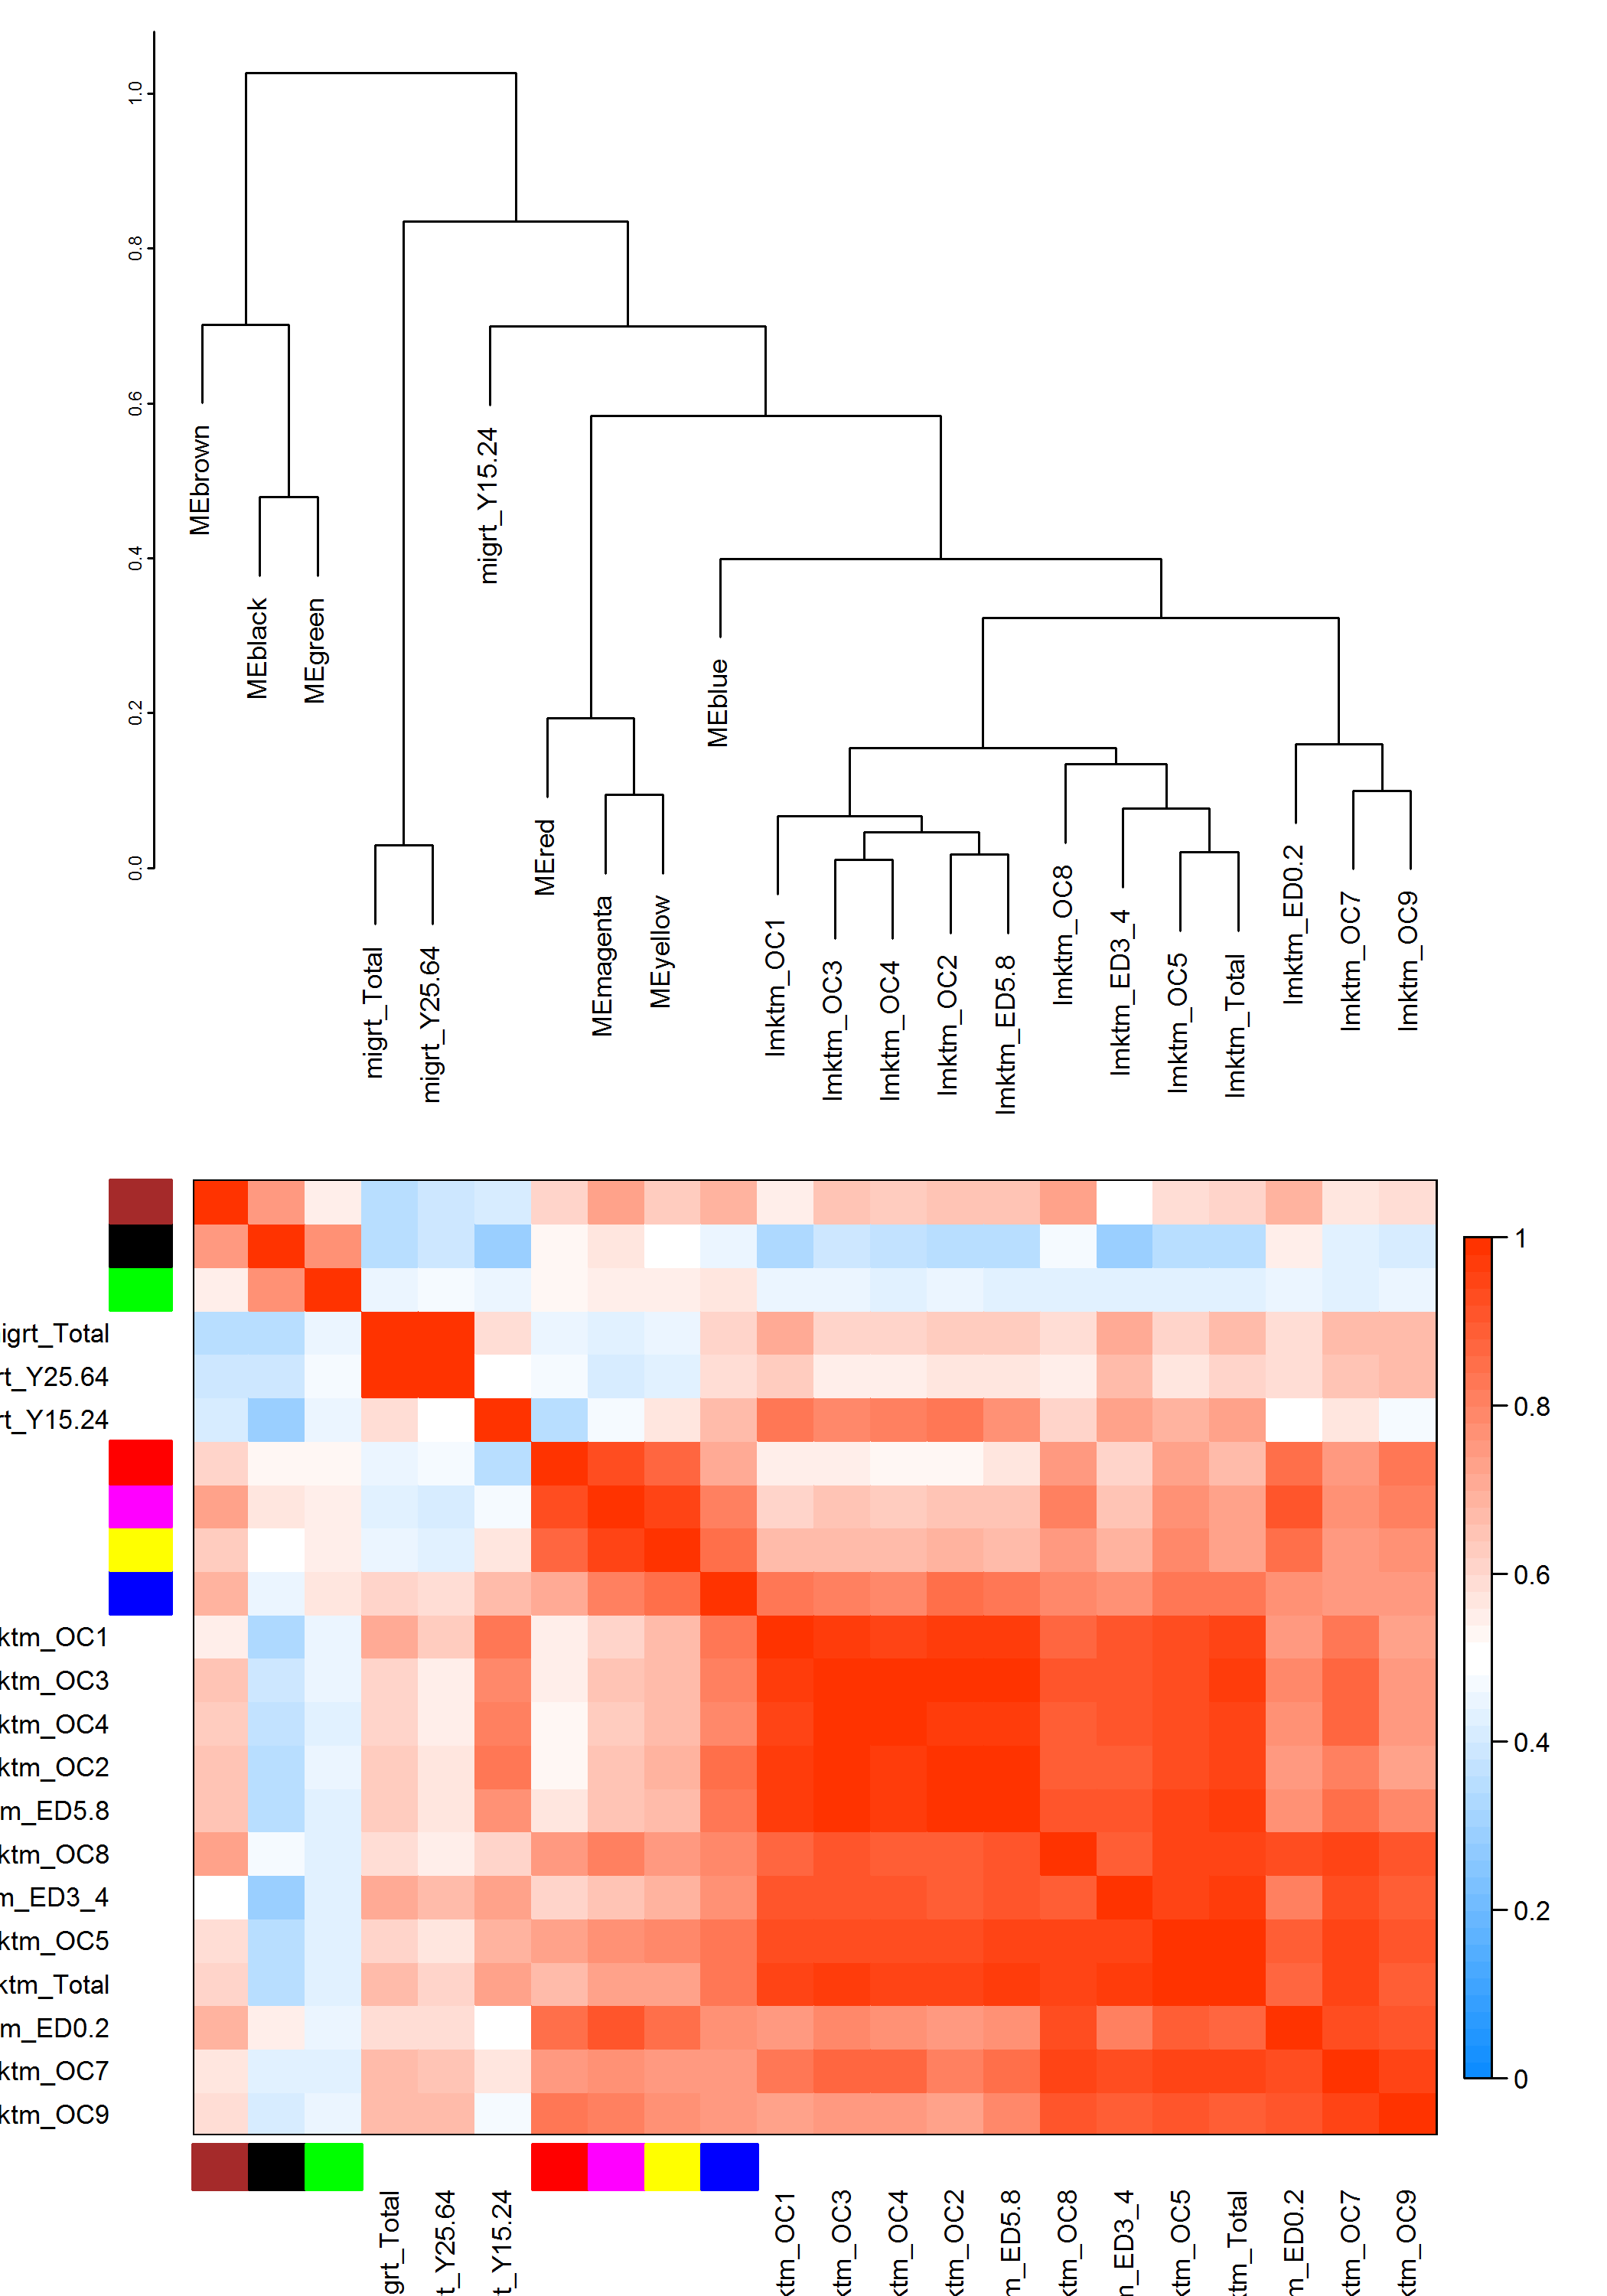 1.0
0.8
0.6
0.4
0.2
0.0
MEbrown
MEblack
MEgreen
migrt_Total
migrt_Y25.64
migrt_Y15.24
MEred
MEmagenta
MEyellow
MEblue
lmktm_OC1
lmktm_OC3
lmktm_OC4
lmktm_OC2
lmktm_ED5.8
lmktm_OC8
lmktm_ED3_4
lmktm_OC5
lmktm_Total
lmktm_ED0.2
lmktm_OC7
lmktm_OC9
igrt_Total
rt_Y25.64
rt_Y15.24
ktm_OC1
ktm_OC3
ktm_OC4
ktm_OC2
m_ED5.8
ktm_OC8
m_ED3_4
ktm_OC5
ktm_Total
m_ED0.2
ktm_OC7
ktm_OC9
1
0.8
0.6
0.4
0.2
0
grt_Total
t_Y25.64
t_Y15.24
ktm_OC1
ktm_OC3
ktm_OC4
ktm_OC2
m_ED5.8
ktm_OC8
m_ED3_4
ktm_OC5
tm_Total
m_ED0.2
ktm_OC7
ktm_OC9